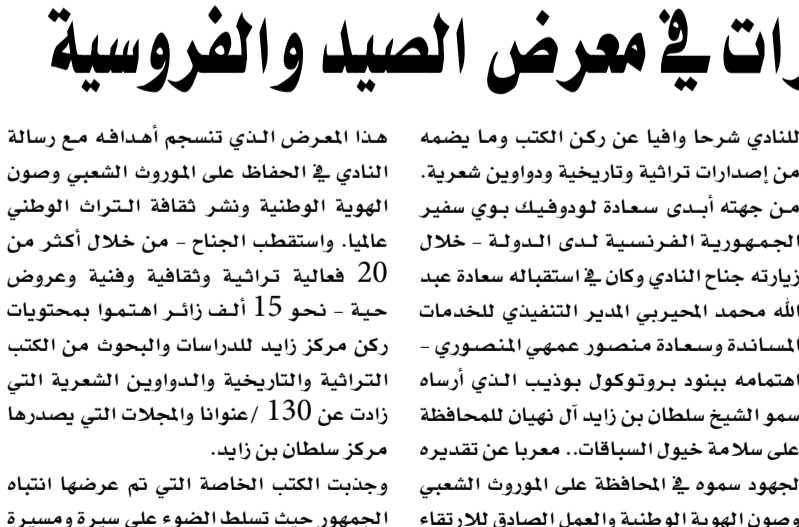 رات في معرض الصيد والفروسية
للنادي شرحا وافيا عن ركن الكتب وما يضمه
من إصدارات تراثية وتاريخية ودواوين شعرية.
من جهته أبدى سعادة لودوفيك بوي سفير
الجمهورية الفرنسية لدى الدولة - خلال
زيارته جناح النادي وكان في استقباله سعادة عبد
الله محمد المحيربي المدير التنفيذي للخدمات
المساندة وسعادة منصور عمهي المنصوري -
اهتمامه ببنود بروتوكول بوذيب الذي أرساه
سمو الشيخ سلطان بن زايد آل نهيان للمحافظة
على سلامة خيول السباقات.. معربا عن تقديره
لجهود سموه في المحافظة على الموروث الشعبي
وصون الهوية الوطنية والعمل الصادق للارتقاء
هذا المعرض الذي تنسجم أهدافه مع رسالة
النادي في الحفاظ على الموروث الشعبي وصون
الهوية الوطنية ونشر ثقافة التراث الوطني
عالميا. واستقطب الجناح - من خلال أكثر من
20 فعالية تراثية وثقافية وفنية وعروض
حية - نحو 15 ألف زائر اهتموا بمحتويات
ركن مركز زايد للدراسات والبحوث من الكتب
التراثية والتاريخية والدواوين الشعرية التي
زادت عن 130 /عنوانا والمجلات التي يصدرها
مركز سلطان بن زايد.
وجذبت الكتب الخاصة التي تم عرضها انتباه
الجمهور حيث تسلط الضوء على سيرة ومسيرة